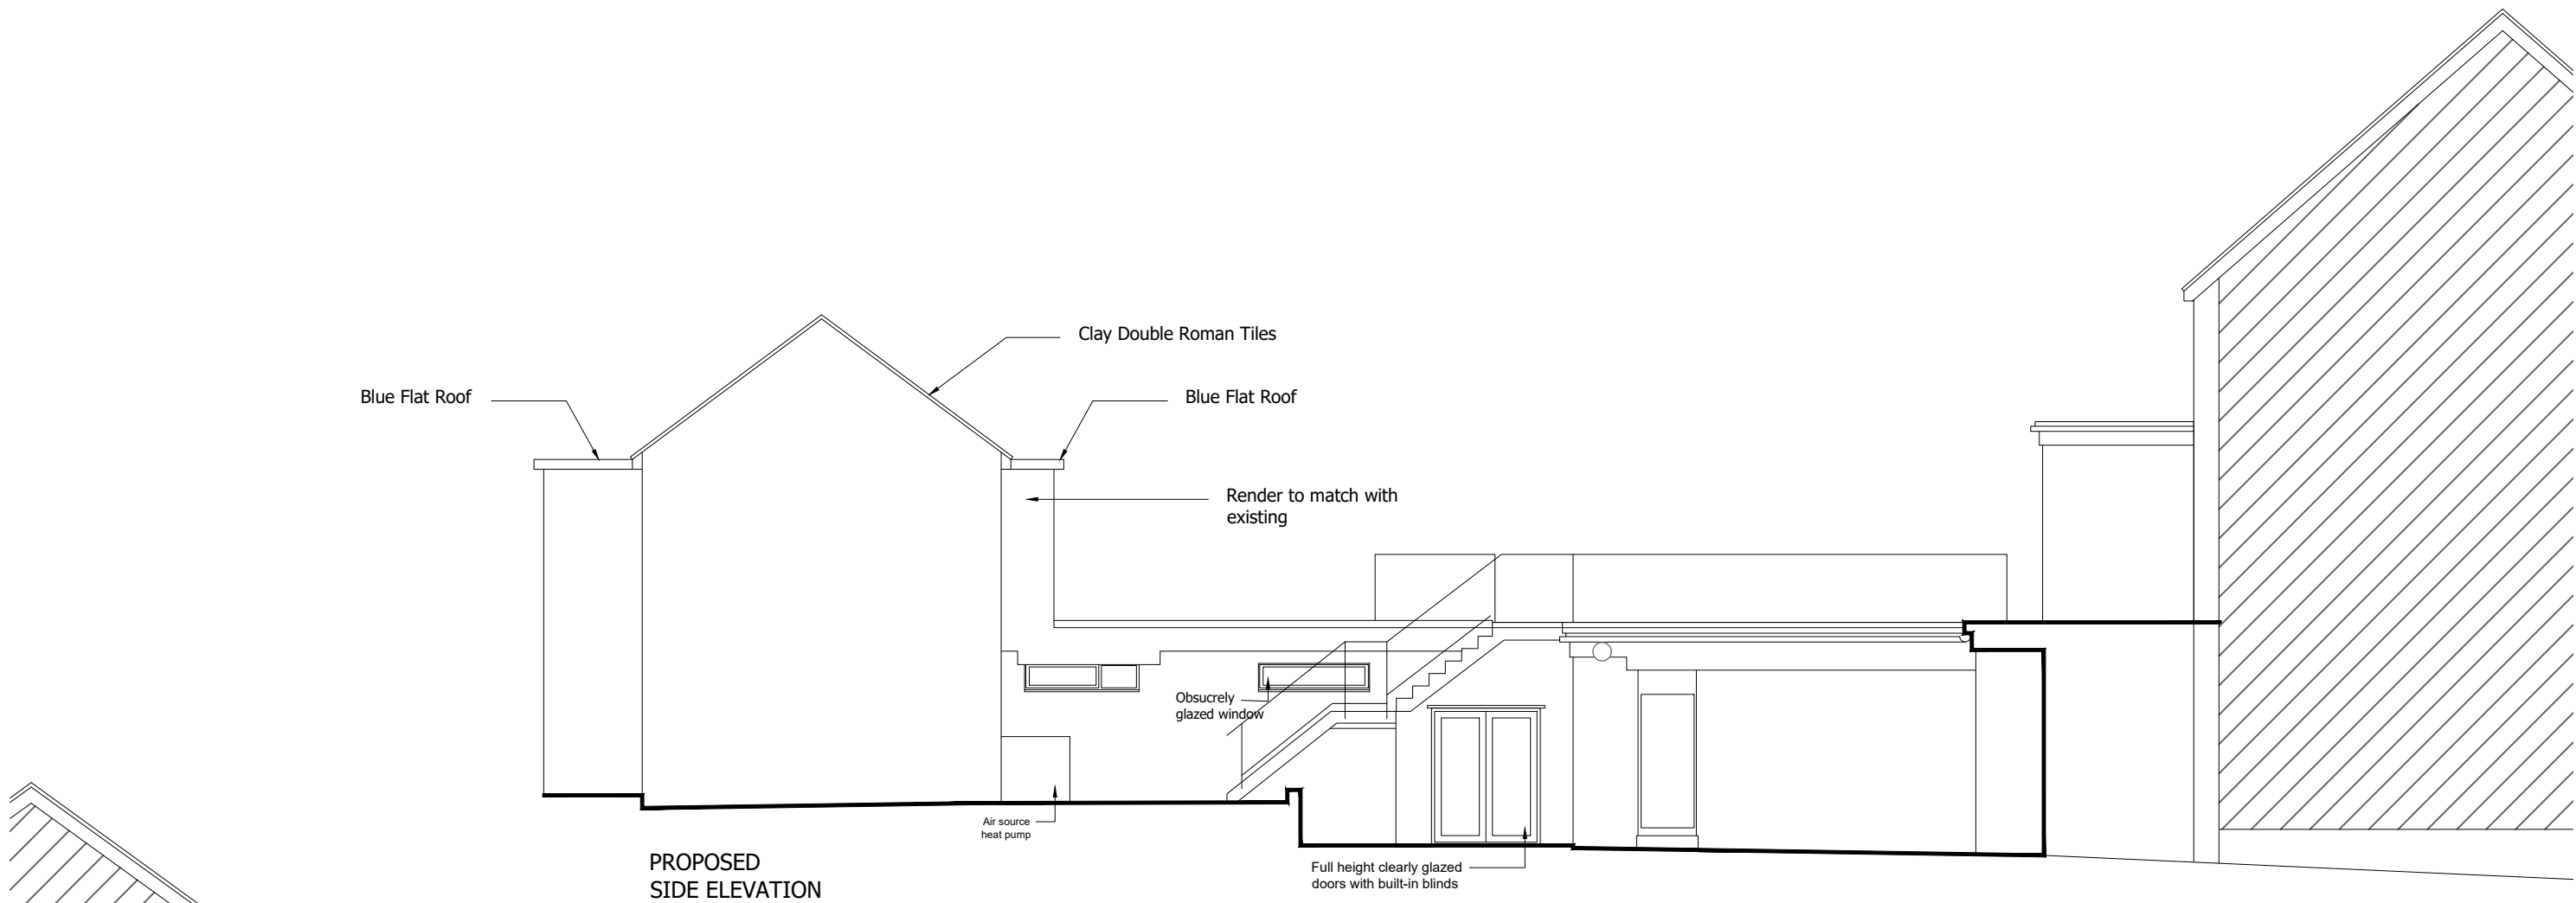 Clay Double Roman Tiles
Blue Flat Roof
Blue Flat Roof
Render to match with
existing
Obsucrely
glazed window
Air source
heat pump
Full height clearly glazed
doors with built-in blinds
PROPOSED
SIDE ELEVATION